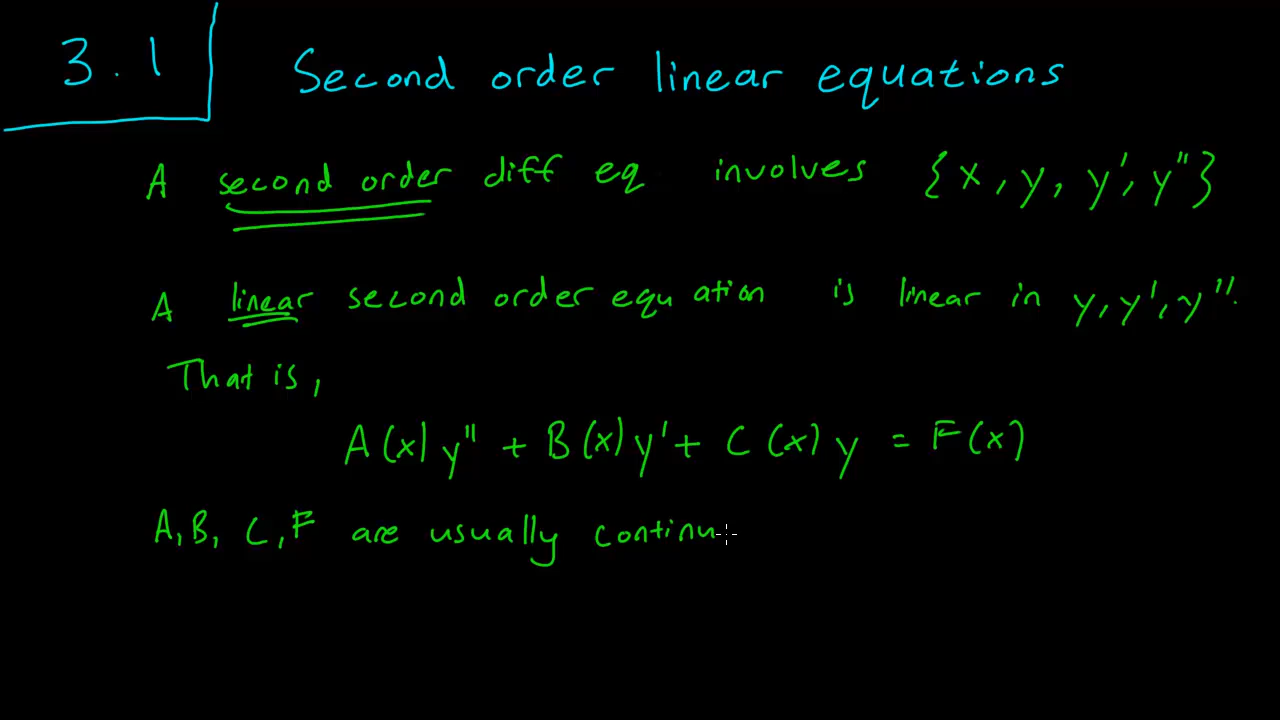 3.1 Second order linear equations
A second order diff eq involves {x, y, y', y''}
A linear second order equation is linear in y, y', y''.
That is,
A(x) y'' + B(x) y' + C(x) y = F(x)
A, B, C, F are usually continu